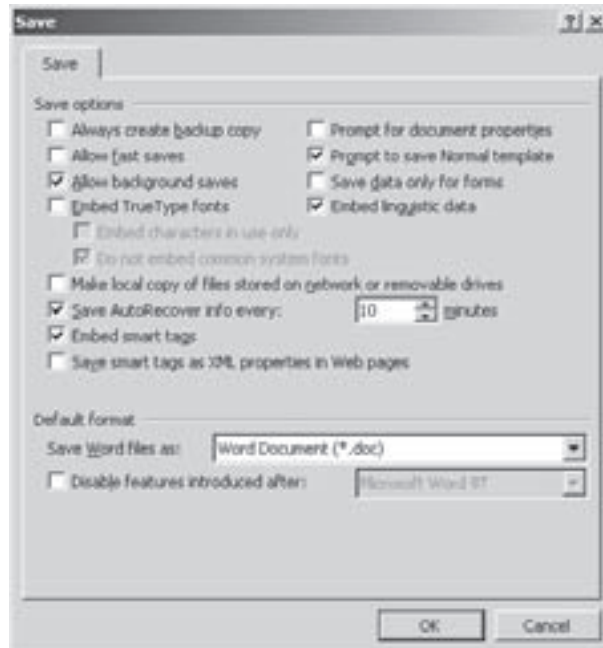 Save
Save
Save options
Always create backup copy
Prompt for document properties
Allow fast saves
Prompt to save Normal template
Allow background saves
Save data only for forms
Embed TrueType fonts
Embed linguistic data
Embed characters in use only
Do not embed common system fonts
Make local copy of files stored on network or removable drives
Save AutoRecover info every: 10 minutes
Embed smart tags
Save smart tags as XML properties in Web pages
Default format
Save Word files as: Word Document (*.doc)
Disable features introduced after: Microsoft Word 97
OK Cancel